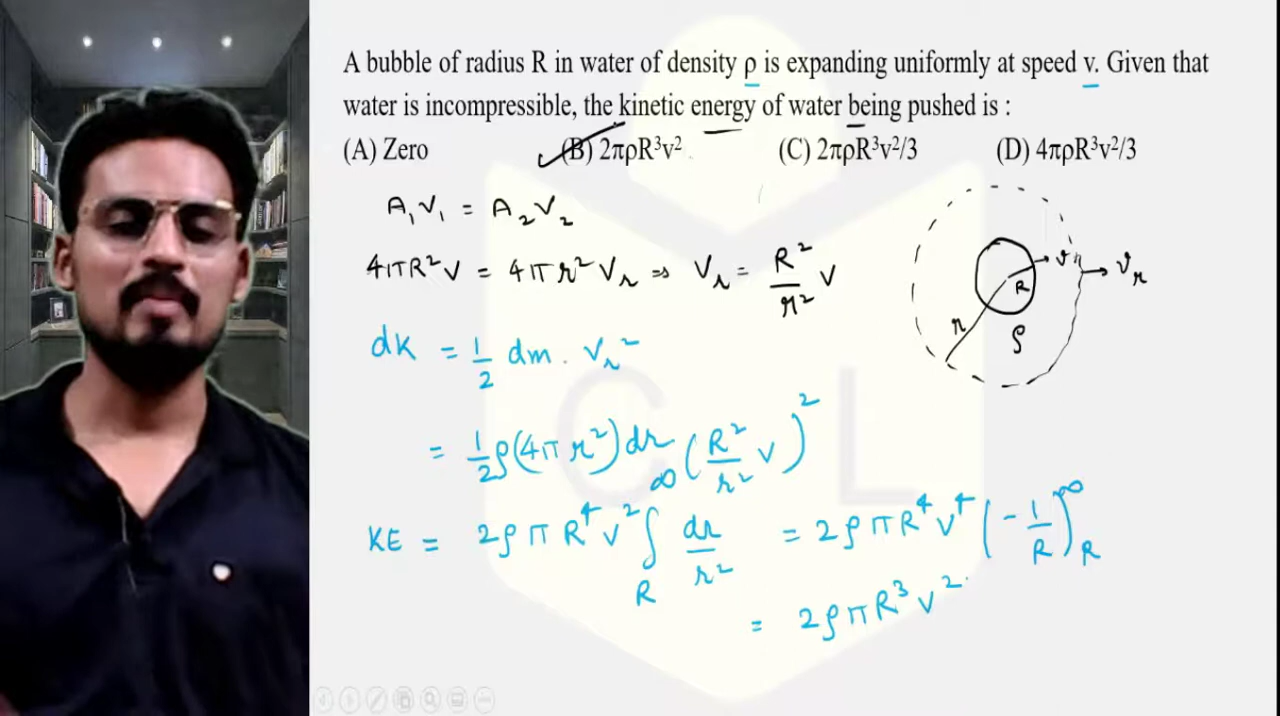 A bubble of radius R in water of density ρ is expanding uniformly at speed v. Given that
water is incompressible, the kinetic energy of water being pushed is :
(A) Zero (B) 2πρR³v² (C) 2πρR³v²/3 (D) 4πρR³v²/3
A₁V₁ = A₂V₂
4πR²V = 4πr²Vᵣ ⇒ Vᵣ = R²/r² V
v
Vᵣ
R
r
ρ
dK = 1/2 dm . Vᵣ²
= 1/2 ρ(4πr²)dr (R²/r² V)²
KE = 2ρπR⁴V² ∫_R^∞ dr/r² = 2ρπR⁴V⁴ (-1/R)_R^∞
= 2ρπR³V²
C L